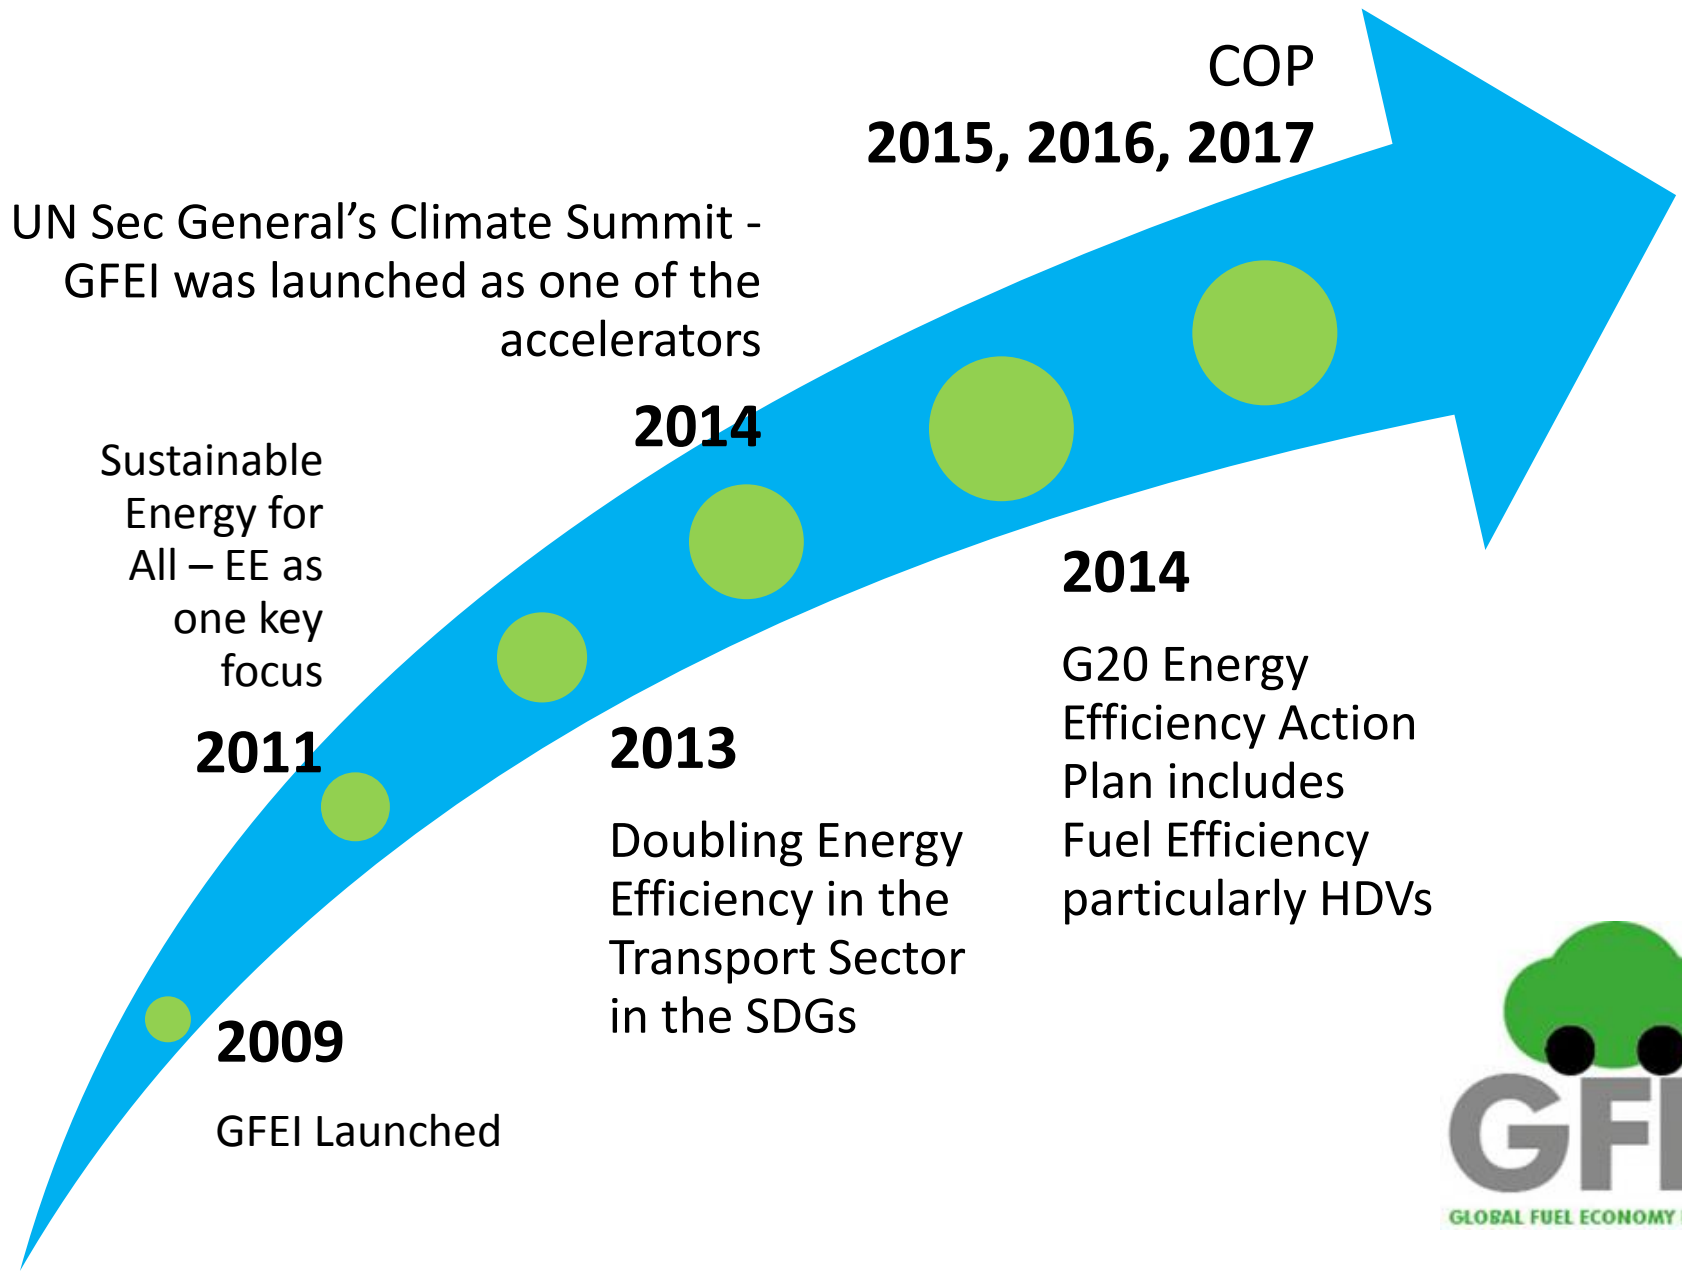 COP
2015, 2016, 2017
UN Sec General’s Climate Summit -
GFEI was launched as one of the
accelerators
2014
Sustainable
Energy for
All – EE as
one key
focus
2011
2014
G20 Energy
Efficiency Action
Plan includes
Fuel Efficiency
particularly HDVs
2013
Doubling Energy
Efficiency in the
Transport Sector
in the SDGs
2009
GFEI Launched
GF
GLOBAL FUEL ECONOMY